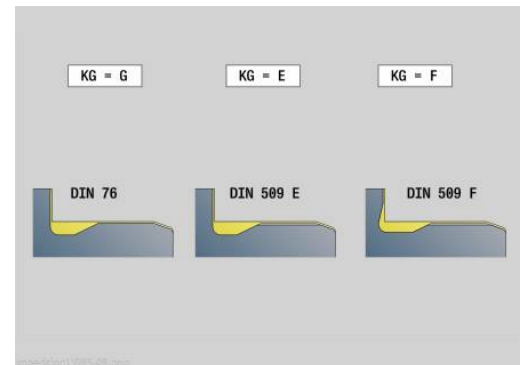 KG = G
KG = E
KG = F
DIN 76
DIN 509 E
DIN 509 F